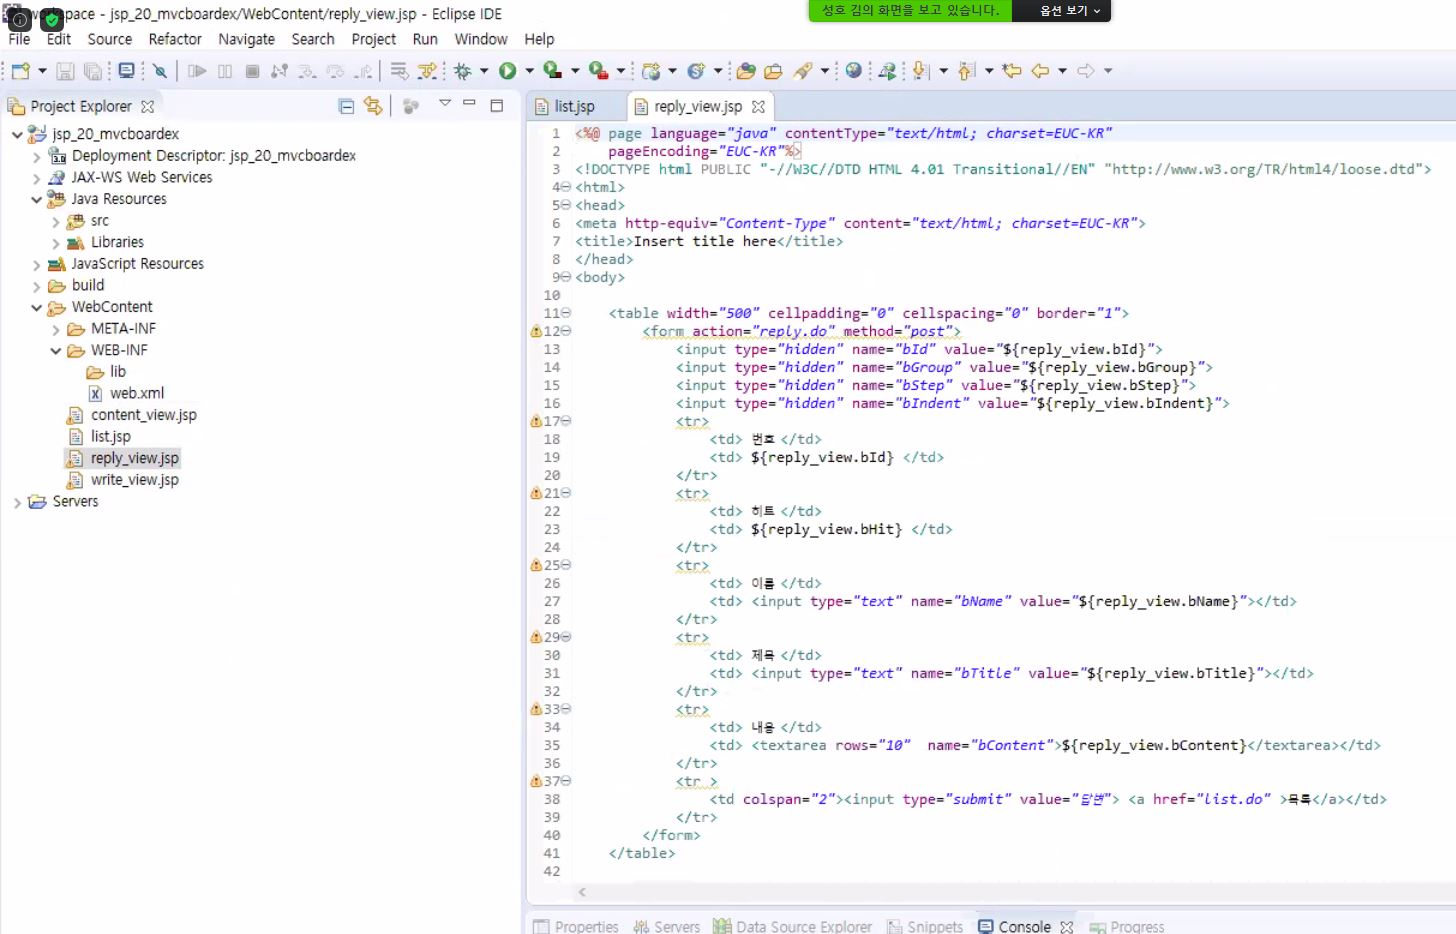 workspace - jsp_20_mvcboardex/WebContent/reply_view.jsp - Eclipse IDE
성호 김의 화면을 보고 있습니다.
옵션 보기
File Edit Source Refactor Navigate Search Project Run Window Help
Project Explorer
jsp_20_mvcboardex
Deployment Descriptor: jsp_20_mvcboardex
JAX-WS Web Services
Java Resources
src
Libraries
JavaScript Resources
build
WebContent
META-INF
WEB-INF
lib
web.xml
content_view.jsp
list.jsp
reply_view.jsp
write_view.jsp
Servers
list.jsp reply_view.jsp
1 <%@ page language="java" contentType="text/html; charset=EUC-KR"
2 pageEncoding="EUC-KR"%>
3 <!DOCTYPE html PUBLIC "-//W3C//DTD HTML 4.01 Transitional//EN" "http://www.w3.org/TR/html4/loose.dtd">
4 <html>
5 <head>
6 <meta http-equiv="Content-Type" content="text/html; charset=EUC-KR">
7 <title>Insert title here</title>
8 </head>
9 <body>
10
11 <table width="500" cellpadding="0" cellspacing="0" border="1">
12 <form action="reply.do" method="post">
13 <input type="hidden" name="bId" value="${reply_view.bId}">
14 <input type="hidden" name="bGroup" value="${reply_view.bGroup}">
15 <input type="hidden" name="bStep" value="${reply_view.bStep}">
16 <input type="hidden" name="bIndent" value="${reply_view.bIndent}">
17 <tr>
18 <td> 번호 </td>
19 <td> ${reply_view.bId} </td>
20 </tr>
21 <tr>
22 <td> 히트 </td>
23 <td> ${reply_view.bHit} </td>
24 </tr>
25 <tr>
26 <td> 이름 </td>
27 <td> <input type="text" name="bName" value="${reply_view.bName}"></td>
28 </tr>
29 <tr>
30 <td> 제목 </td>
31 <td> <input type="text" name="bTitle" value="${reply_view.bTitle}"></td>
32 </tr>
33 <tr>
34 <td> 내용 </td>
35 <td> <textarea rows="10"  name="bContent">${reply_view.bContent}</textarea></td>
36 </tr>
37 <tr >
38 <td colspan="2"><input type="submit" value="답변"> <a href="list.do" >목록</a></td>
39 </tr>
40 </form>
41 </table>
42
Properties Servers Data Source Explorer Snippets Console Progress